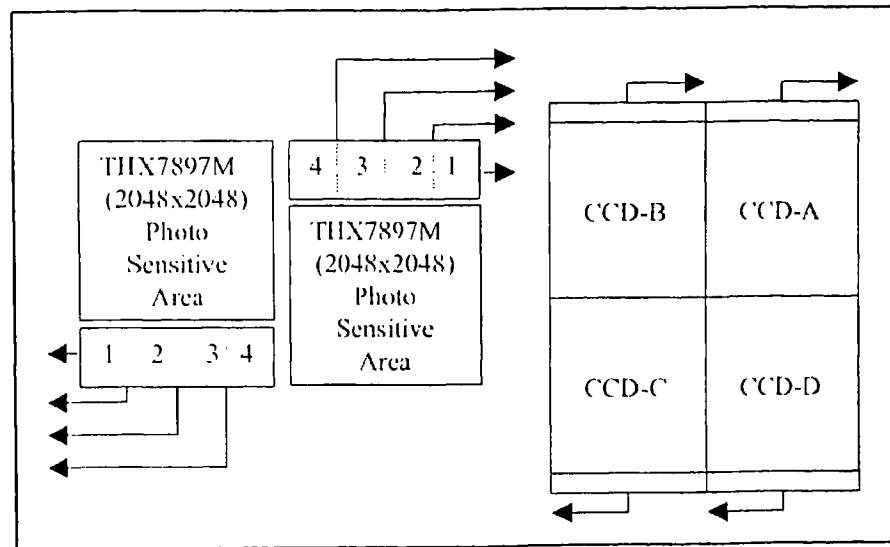 THX7897M
(2048x2048)
Photo
Sensitive
Area
1 2 3 4
4 3 2 1
THX7897M
(2048x2048)
Photo
Sensitive
Area
CCD-B CCD-A
CCD-C CCD-D